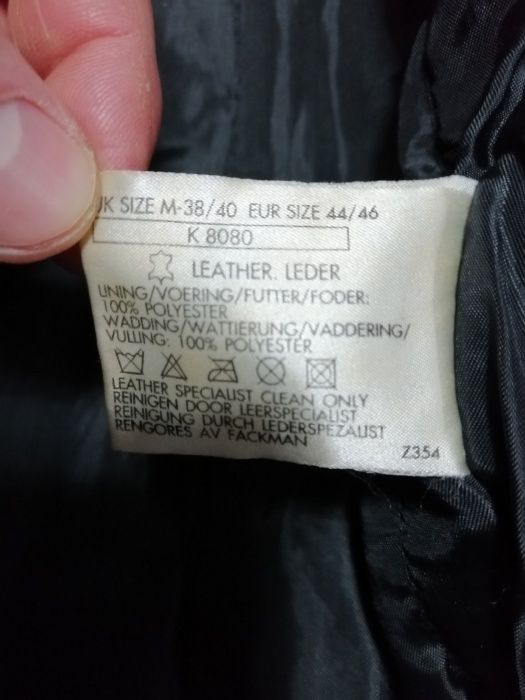 UK SIZE M-38/40 EUR SIZE 44/46
K 8080
LEATHER. LEDER
LINING/VOERING/FUTTER/FODER:
100% POLYESTER
WADDING/WATTIERUNG/VADDERING/
VULLING: 100% POLYESTER
LEATHER SPECIALIST CLEAN ONLY
REINIGEN DOOR LEERSPECIALIST
REINIGUNG DURCH LEDERSPEZALIST
RENGORES AV FACKMAN
Z354